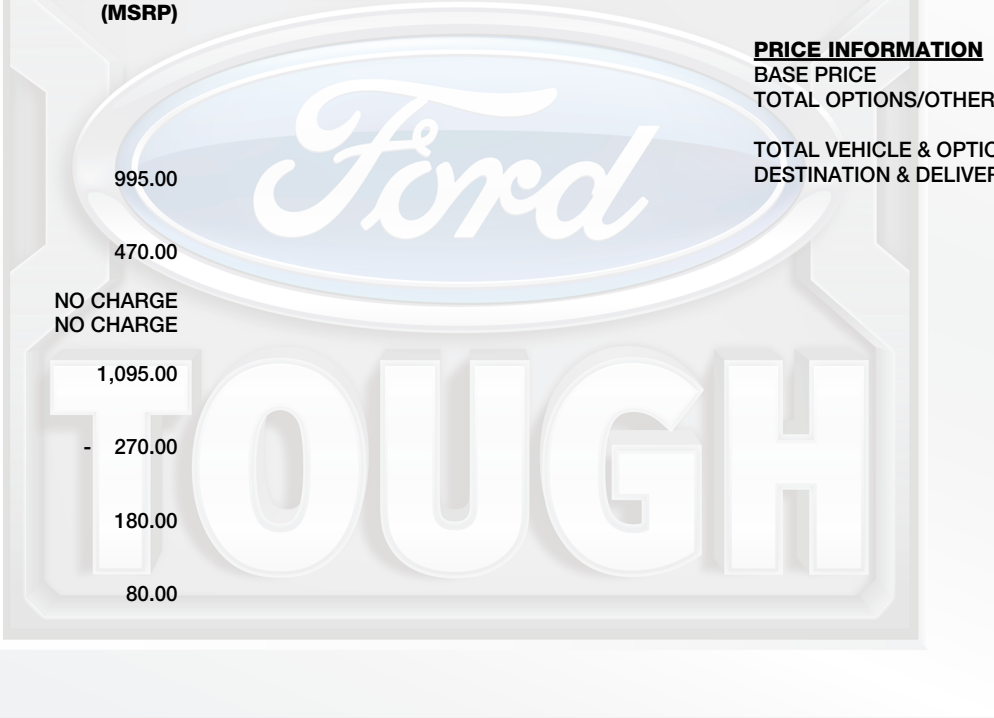 (MSRP)
995.00
470.00
NO CHARGE
NO CHARGE
1,095.00
- 270.00
180.00
80.00
PRICE INFORMATION
BASE PRICE
TOTAL OPTIONS/OTHER
TOTAL VEHICLE & OPTIO
DESTINATION & DELIVER
Ford
TOUGH